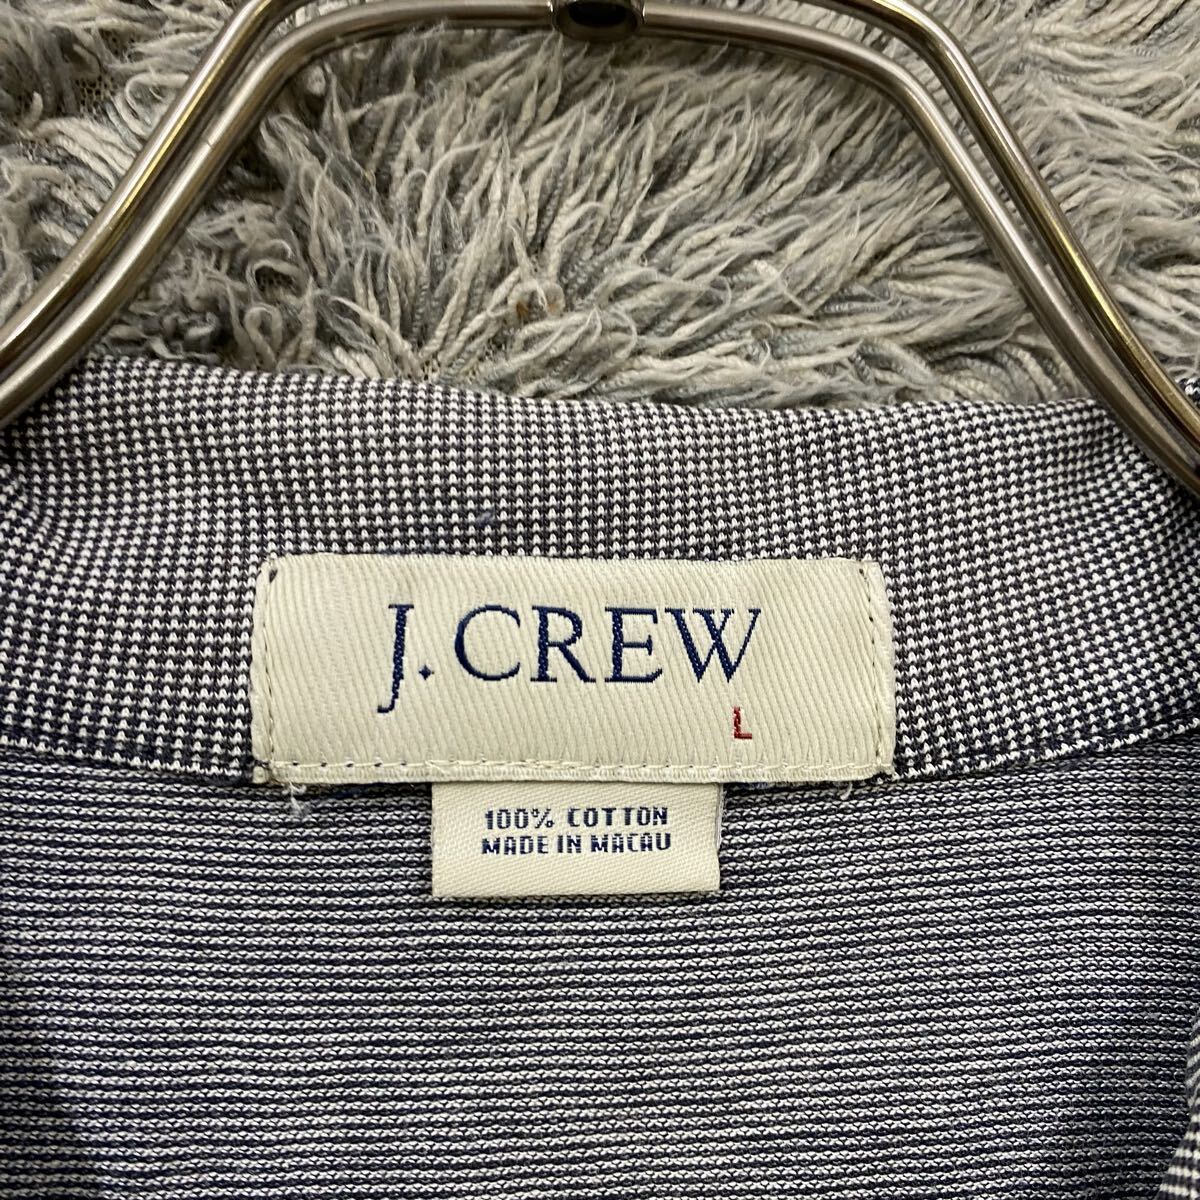 J.CREW
L
100% COTTON
MADE IN MACAU